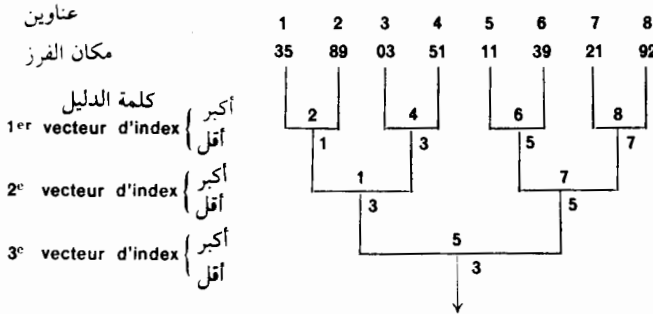 عناوين 1 2 3 4 5 6 7 8
مكان الفرز 35 89 03 51 11 39 21 92
كلمة الدليل
1er vecteur d'index { أكبر 2 4 6 8
أقل 1 3 5 7
2e vecteur d'index { أكبر 1 7
أقل 3 5
3e vecteur d'index { أكبر 5
أقل 3